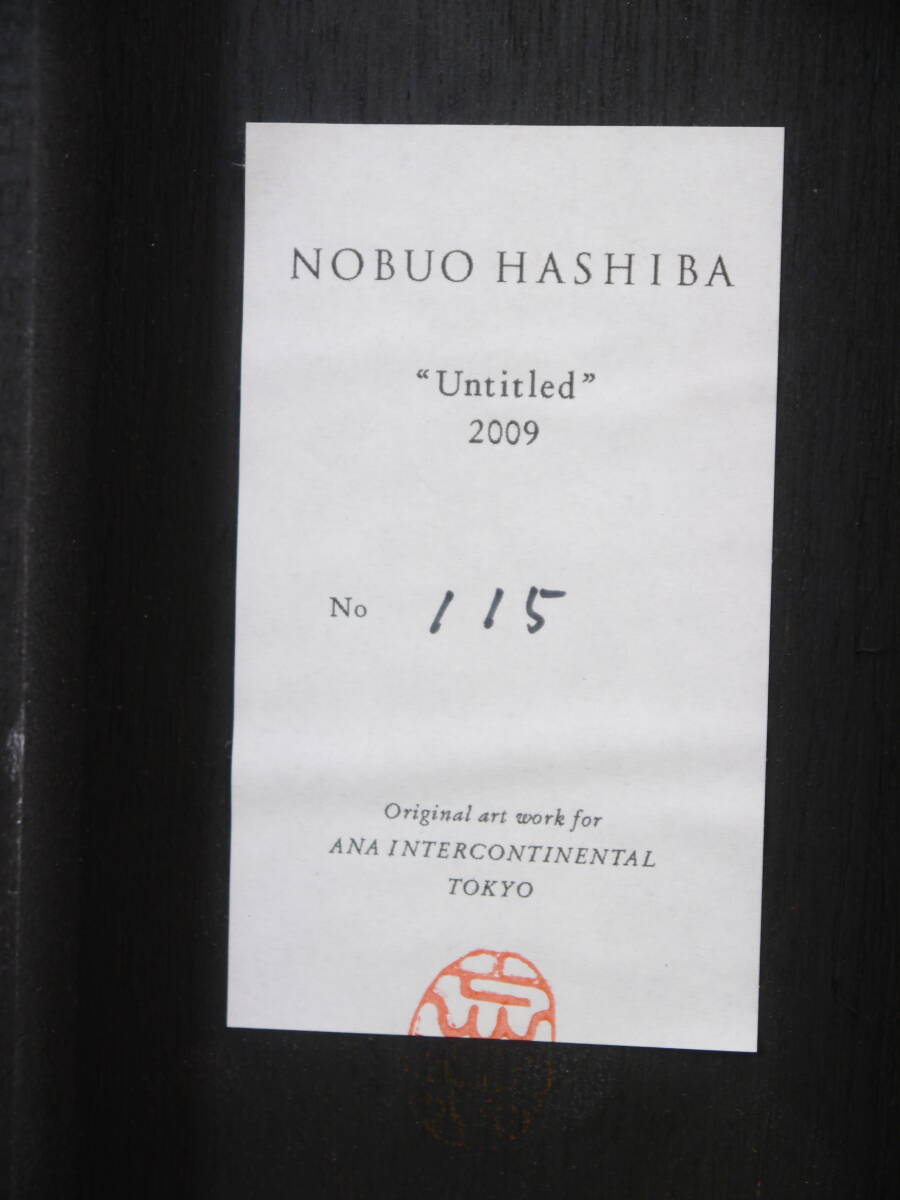 NOBUO HASHIBA
“Untitled”
2009
No 115
Original art work for
ANA INTERCONTINENTAL
TOKYO